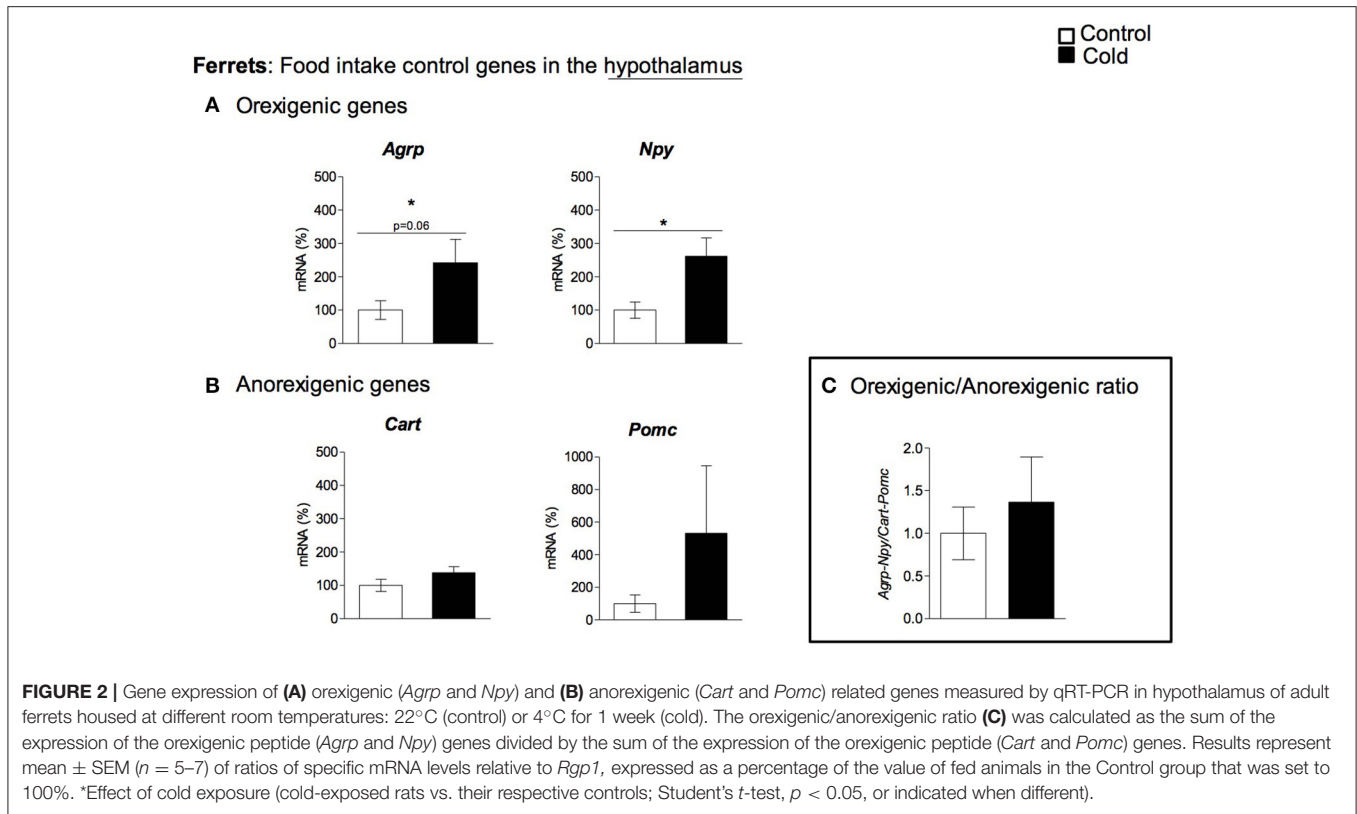 Control
Cold
Ferrets: Food intake control genes in the hypothalamus
A Orexigenic genes
Agrp
500
400
300
200
100
0
mRNA (%)
*
p=0.06
Npy
500
400
300
200
100
0
mRNA (%)
*
B Anorexigenic genes
Cart
500
400
300
200
100
0
mRNA (%)
Pomc
1000
800
600
400
200
0
mRNA (%)
C Orexigenic/Anorexigenic ratio
2.0
1.5
1.0
0.5
0.0
Agrp-Npy/Cart-Pomc
FIGURE 2 | Gene expression of (A) orexigenic (Agrp and Npy) and (B) anorexigenic (Cart and Pomc) related genes measured by qRT-PCR in hypothalamus of adult
ferrets housed at different room temperatures: 22°C (control) or 4°C for 1 week (cold). The orexigenic/anorexigenic ratio (C) was calculated as the sum of the
expression of the orexigenic peptide (Agrp and Npy) genes divided by the sum of the expression of the orexigenic peptide (Cart and Pomc) genes. Results represent
mean ± SEM (n = 5–7) of ratios of specific mRNA levels relative to Rgp1, expressed as a percentage of the value of fed animals in the Control group that was set to
100%. *Effect of cold exposure (cold-exposed rats vs. their respective controls; Student's t-test, p < 0.05, or indicated when different).